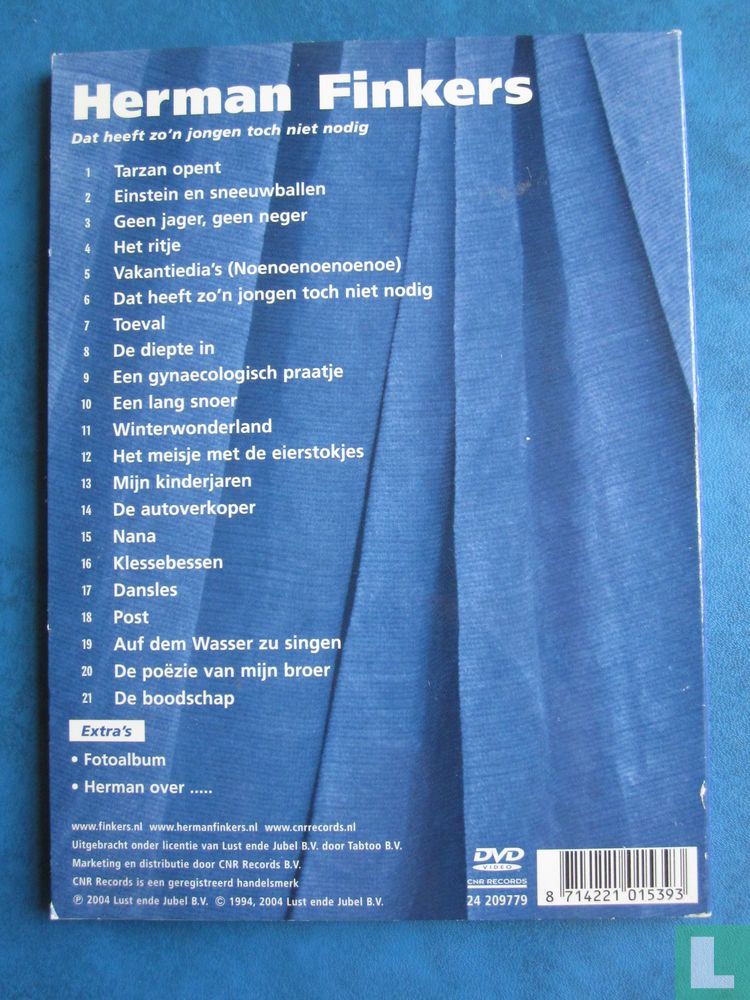 Herman Finkers
Dat heeft zo'n jongen toch niet nodig
1 Tarzan opent
2 Einstein en sneeuwballen
3 Geen jager, geen neger
4 Het ritje
5 Vakantiedia's (Noenoenoenoenoe)
6 Dat heeft zo'n jongen toch niet nodig
7 Toeval
8 De diepte in
9 Een gynaecologisch praatje
10 Een lang snoer
11 Winterwonderland
12 Het meisje met de eierstokjes
13 Mijn kinderjaren
14 De autoverkoper
15 Nana
16 Klessebessen
17 Dansles
18 Post
19 Auf dem Wasser zu singen
20 De poëzie van mijn broer
21 De boodschap
Extra's
• Fotoalbum
• Herman over .....
www.finkers.nl www.hermanfinkers.nl www.cnrrecords.nl
Uitgebracht onder licentie van Lust ende Jubel B.V. door Tabtoo B.V.
Marketing en distributie door CNR Records B.V.
CNR Records is een geregistreerd handelsmerk
℗ 2004 Lust ende Jubel B.V. © 1994, 2004 Lust ende Jubel B.V.
DVD
VIDEO
CNR RECORDS
24 209779
8 714221 015393
L